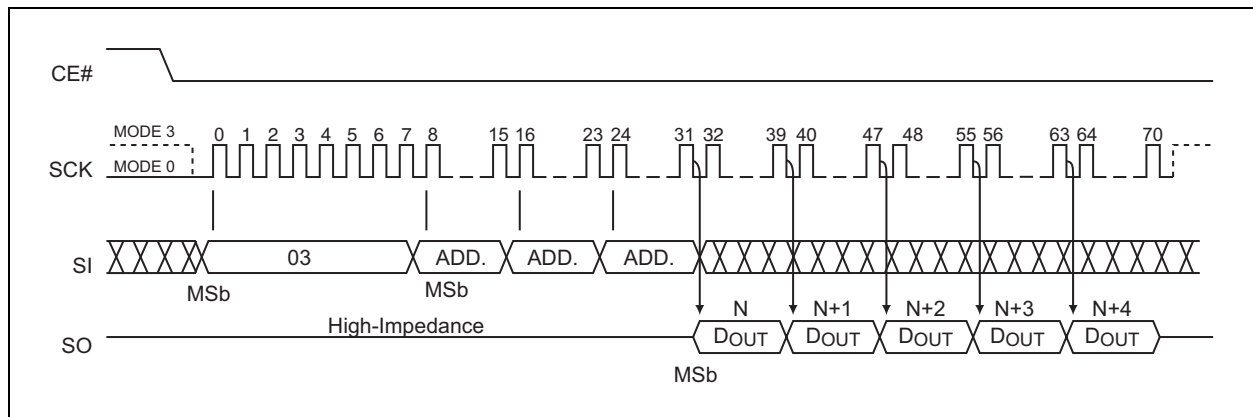 CE#
MODE 3
0 1 2 3 4 5 6 7 8 15 16 23 24 31 32 39 40 47 48 55 56 63 64 70
SCK
MODE 0
SI
03
ADD.
ADD.
ADD.
MSb
MSb
High-Impedance
N
N+1
N+2
N+3
N+4
SO
DOUT
DOUT
DOUT
DOUT
DOUT
MSb